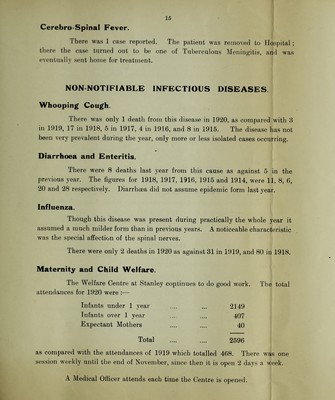 18
Cerebro-Spinal Fever.
There was 1 case reported. The patient was removed to Hospital;
there the case turned out to be one of Tuberculous Meningitis, and was
eventually sent home for treatment.
NON-NOTIFIABLE INFECTIOUS DISEASES.
Whooping Cough.
There was only 1 death from this disease in 1920, as compared with 3
in 1919, 17 in 1918, 5 in 1917, 4 in 1916, and 8 in 1915. The disease has not
been very prevalent during the year, only more or less isolated cases occurring.
Diarrhoea and Enteritis.
There were 8 deaths last year from this cause as against 5 in the
previous year. The figures for 1918, 1917, 1916, 1915 and 1914, were 11, 8, 6,
20 and 28 respectively. Diarrhœa did not assume epidemic form last year.
Influenza.
Though this disease was present during practically the whole year it
assumed a much milder form than in previous years. A noticeable characteristic
was the special affection of the spinal nerves.
There were only 2 deaths in 1920 as against 31 in 1919, and 80 in 1918.
Maternity and Child Welfare.
The Welfare Centre at Stanley continues to do good work. The total
attendances for 1920 were :—
Infants under 1 year .... .... 2149
Infants over 1 year .... .... 407
Expectant Mothers .... .... 40
Total .... 2596
as compared with the attendances of 1919 which totalled 468. There was one
session weekly until the end of November, since then it is open 2 days a week.
A Medical Officer attends each time the Centre is opened.